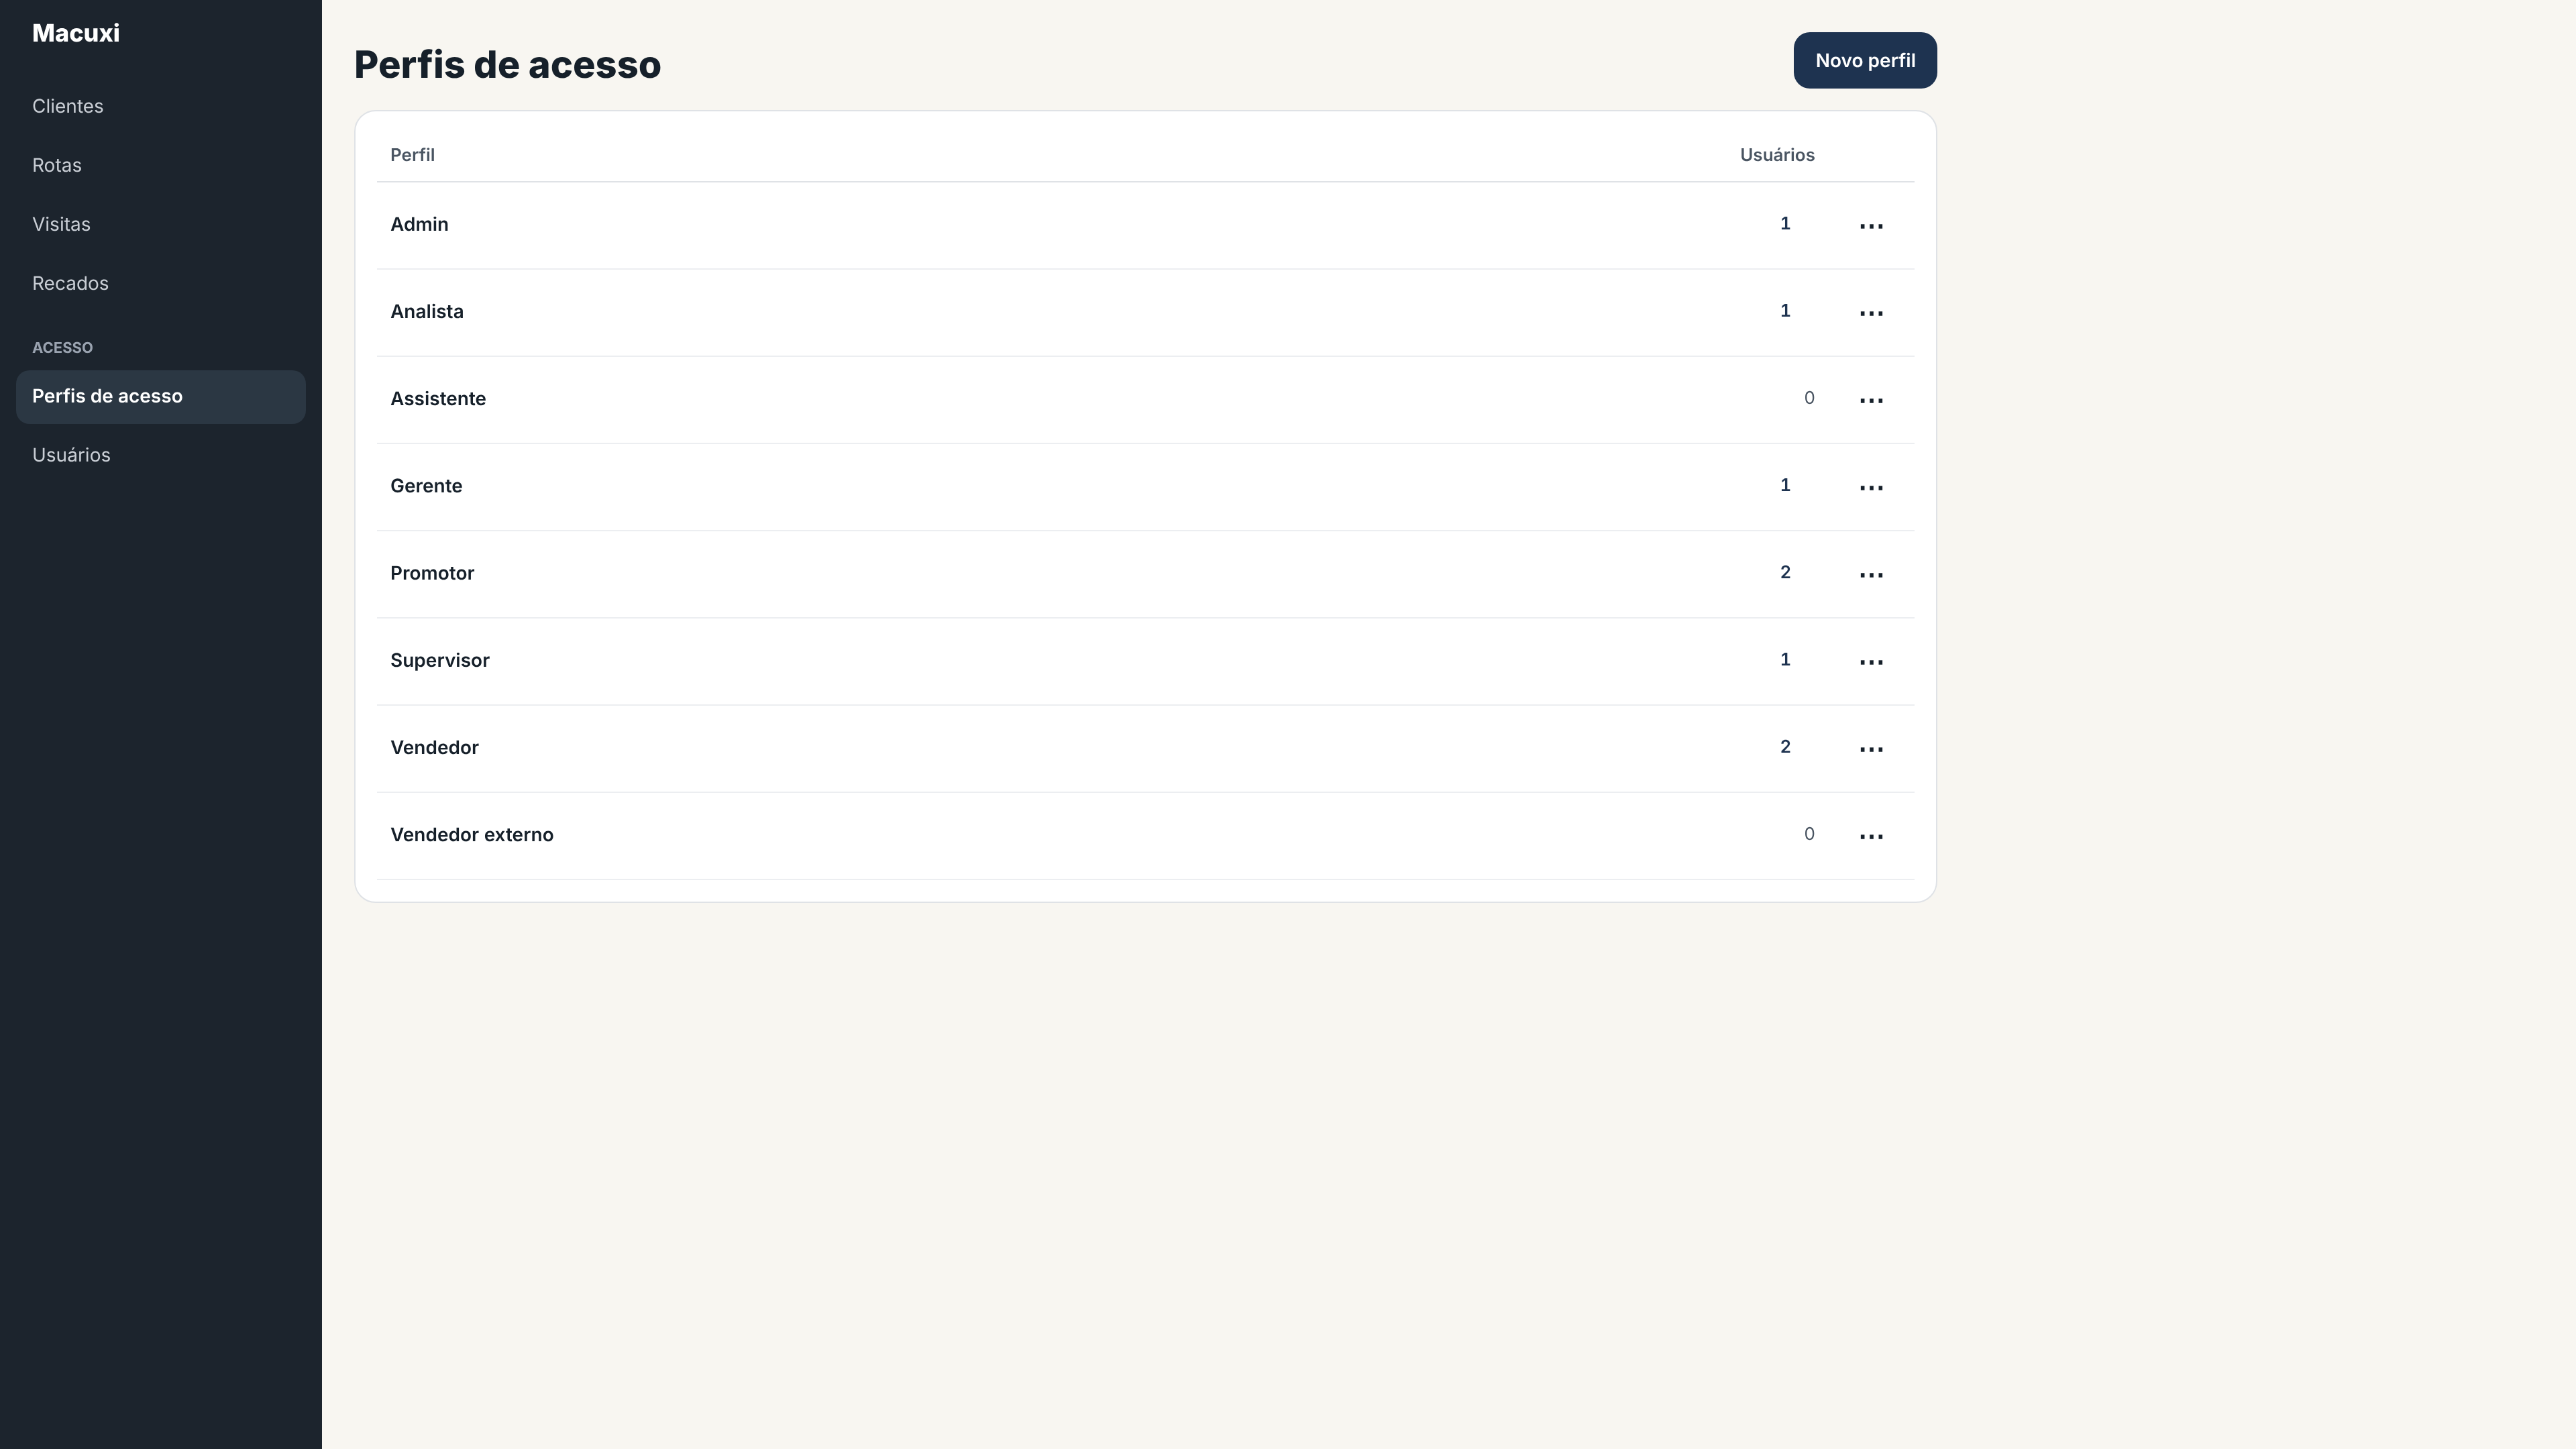 Macuxi
Clientes
Rotas
Visitas
Recados
ACESSO
Perfis de acesso
Usuários
Perfis de acesso
Novo perfil
Perfil Usuários
Admin 1 ...
Analista 1 ...
Assistente 0 ...
Gerente 1 ...
Promotor 2 ...
Supervisor 1 ...
Vendedor 2 ...
Vendedor externo 0 ...